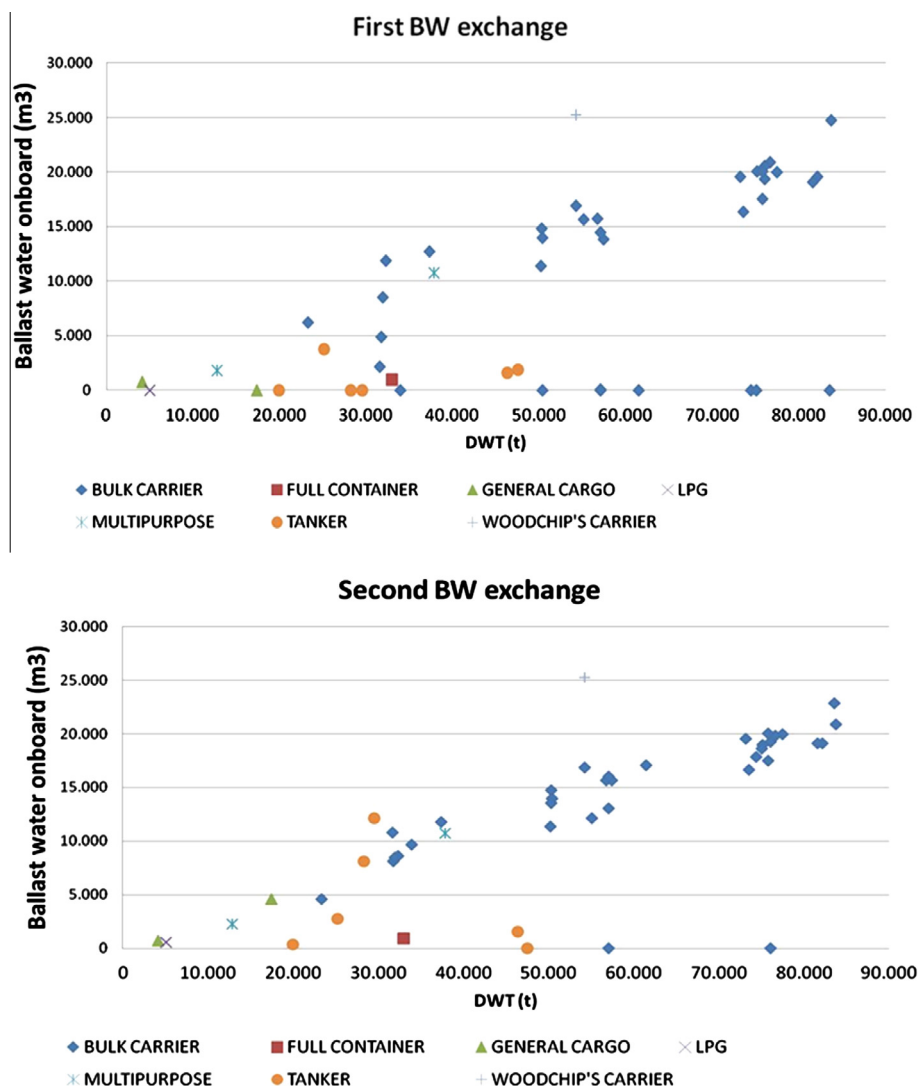 First BW exchange
Ballast water onboard (m3)
30.000
25.000
20.000
15.000
10.000
5.000
0
0 10.000 20.000 30.000 40.000 50.000 60.000 70.000 80.000 90.000
DWT (t)
BULK CARRIER FULL CONTAINER GENERAL CARGO LPG
MULTIPURPOSE TANKER WOODCHIP'S CARRIER
Second BW exchange
Ballast water onboard (m3)
30.000
25.000
20.000
15.000
10.000
5.000
0
0 10.000 20.000 30.000 40.000 50.000 60.000 70.000 80.000 90.000
DWT (t)
BULK CARRIER FULL CONTAINER GENERAL CARGO LPG
MULTIPURPOSE TANKER WOODCHIP'S CARRIER